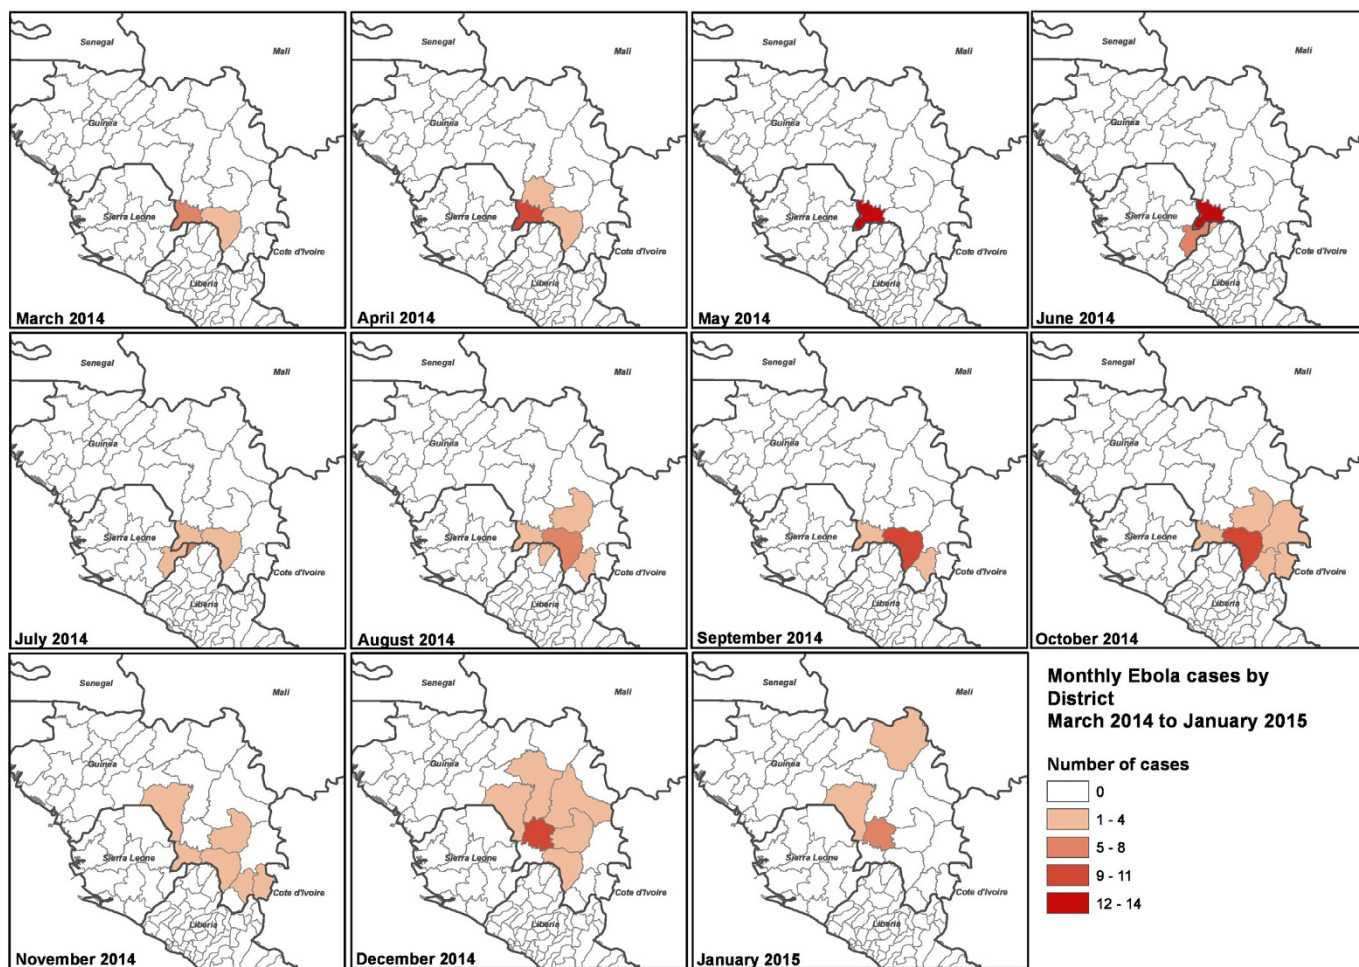 Senegal
Mali
Guinea
Sierra Leone
Cote d'Ivoire
Liberia
March 2014
Senegal
Mali
Guinea
Sierra Leone
Cote d'Ivoire
Liberia
April 2014
Senegal
Mali
Guinea
Sierra Leone
Cote d'Ivoire
Liberia
May 2014
Senegal
Mali
Guinea
Sierra Leone
Cote d'Ivoire
Liberia
June 2014
Senegal
Mali
Guinea
Sierra Leone
Cote d'Ivoire
Liberia
July 2014
Senegal
Mali
Guinea
Sierra Leone
Cote d'Ivoire
Liberia
August 2014
Senegal
Mali
Guinea
Sierra Leone
Cote d'Ivoire
Liberia
September 2014
Senegal
Mali
Guinea
Sierra Leone
Cote d'Ivoire
Liberia
October 2014
Senegal
Mali
Guinea
Sierra Leone
Cote d'Ivoire
Liberia
November 2014
Senegal
Mali
Guinea
Sierra Leone
Cote d'Ivoire
Liberia
December 2014
Senegal
Mali
Guinea
Sierra Leone
Cote d'Ivoire
Liberia
January 2015
Monthly Ebola cases by
District
March 2014 to January 2015
Number of cases
0
1 - 4
5 - 8
9 - 11
12 - 14